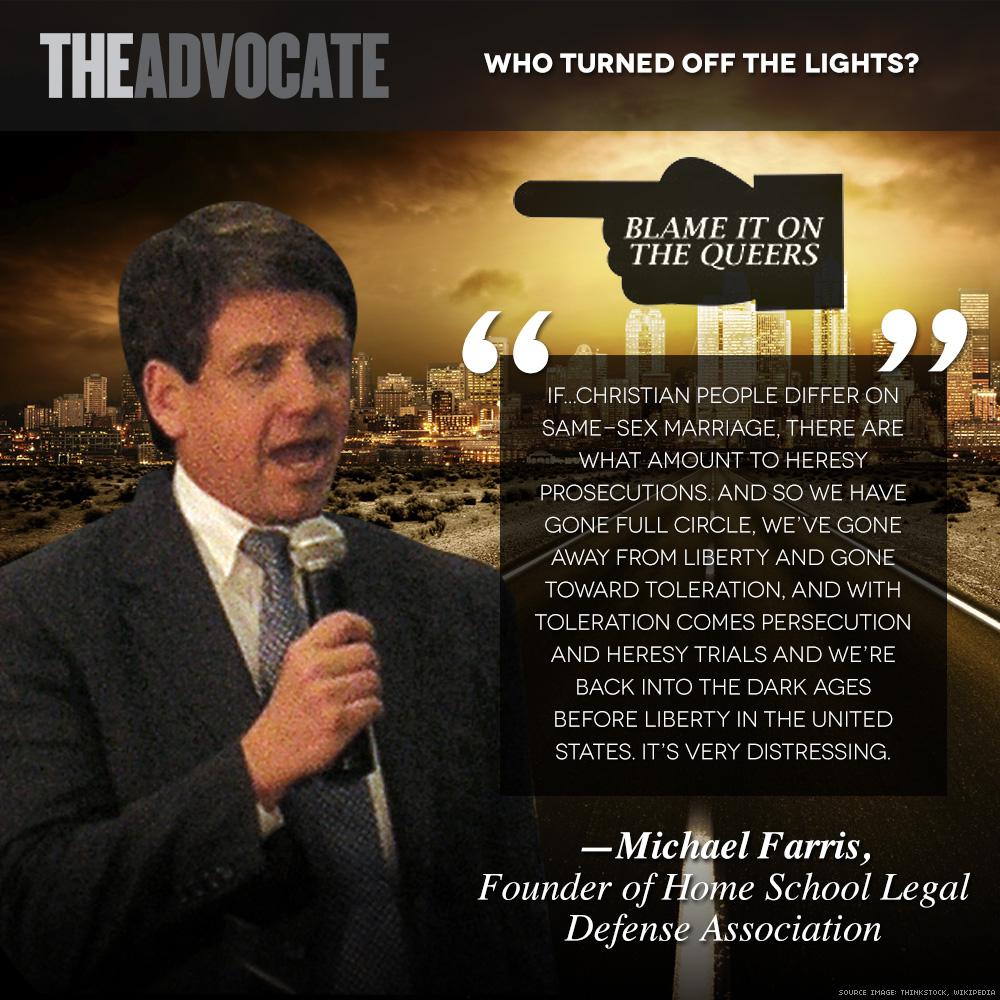 THEADVOCATE
WHO TURNED OFF THE LIGHTS?
BLAME IT ON
THE QUEERS
“ ”
IF...CHRISTIAN PEOPLE DIFFER ON
SAME-SEX MARRIAGE, THERE ARE
WHAT AMOUNT TO HERESY
PROSECUTIONS. AND SO WE HAVE
GONE FULL CIRCLE, WE'VE GONE
AWAY FROM LIBERTY AND GONE
TOWARD TOLERATION, AND WITH
TOLERATION COMES PERSECUTION
AND HERESY TRIALS AND WE'RE
BACK INTO THE DARK AGES
BEFORE LIBERTY IN THE UNITED
STATES. IT'S VERY DISTRESSING.
—Michael Farris,
Founder of Home School Legal
Defense Association
SOURCE IMAGE: THINKSTOCK, WIKIPEDIA